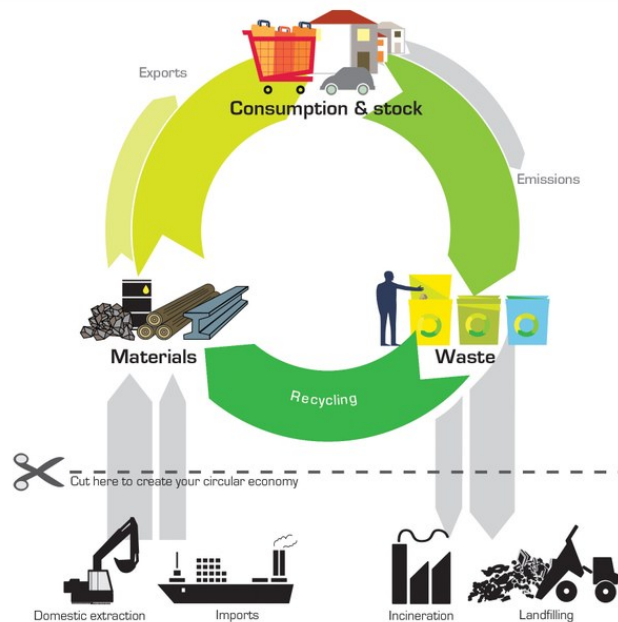 Exports
Consumption & stock
Emissions
Materials
Waste
Recycling
Cut here to create your circular economy
Domestic extraction
Imports
Incineration
Landfilling